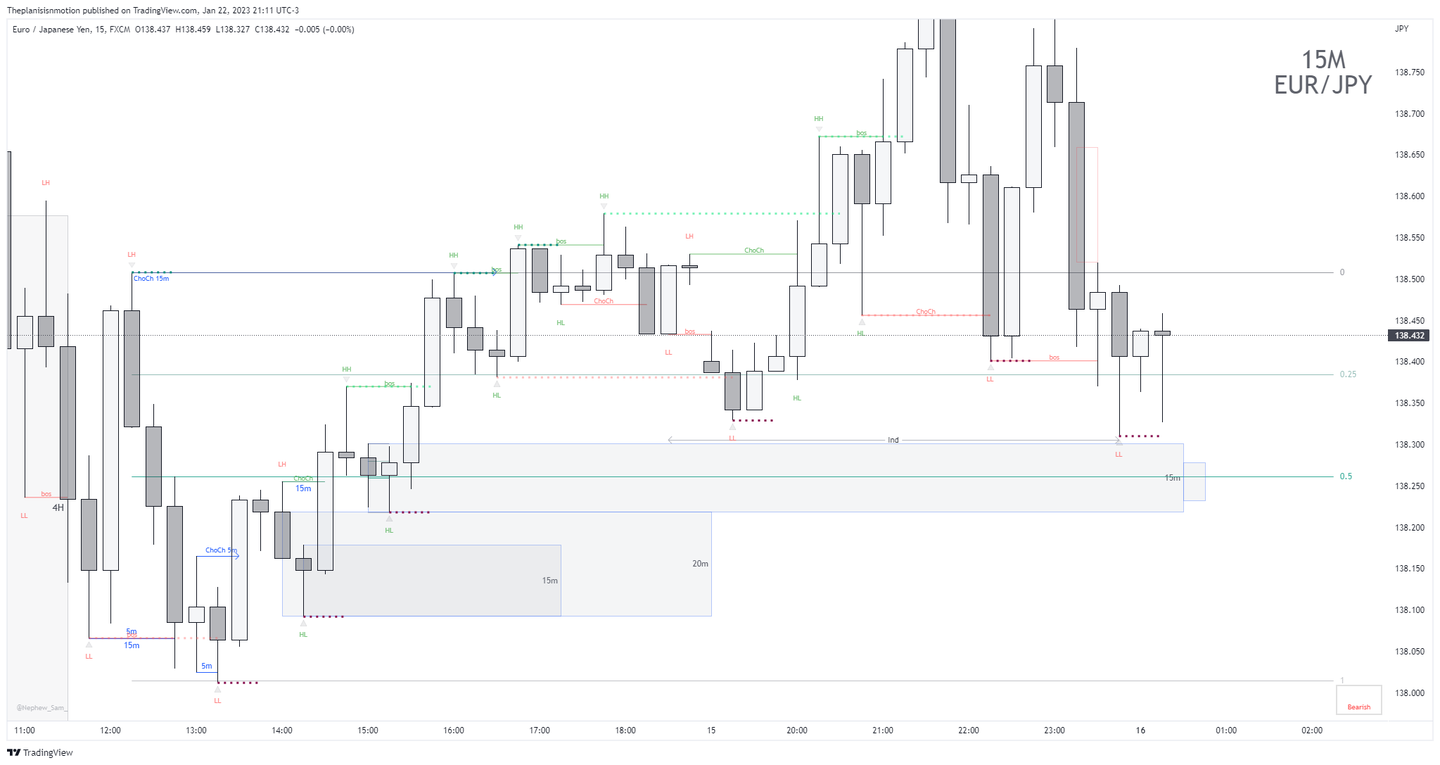 Theplanisinmotion published on TradingView.com, Jan 22, 2023 21:11 UTC-3
Euro / Japanese Yen, 15, FXCM O138.437 H138.459 L138.327 C138.432 −0.005 (−0.00%)
JPY
15M
EUR/JPY
138.750
138.700
138.650
138.600
138.550
138.500
138.450
138.432
138.400
138.350
138.300
138.250
138.200
138.150
138.100
138.050
138.000
LH
LH
ChoCh 15m
HH
bos
HH
bos
HH
LH
ChoCh
HH
bos
0
ChoCh
HL
bos
LL
ChoCh
HL
LL
bos
0.25
HH
bos
HL
HL
LL
Ind
LL
15m
0.5
LH
ChoCh
15m
bos
4H
LL
HL
20m
15m
ChoCh 5m
HL
5m
15m
LL
5m
LL
1
Bearish
@Nephew_Sam_
11:00 12:00 13:00 14:00 15:00 16:00 17:00 18:00 15 20:00 21:00 22:00 23:00 16 01:00 02:00
TradingView